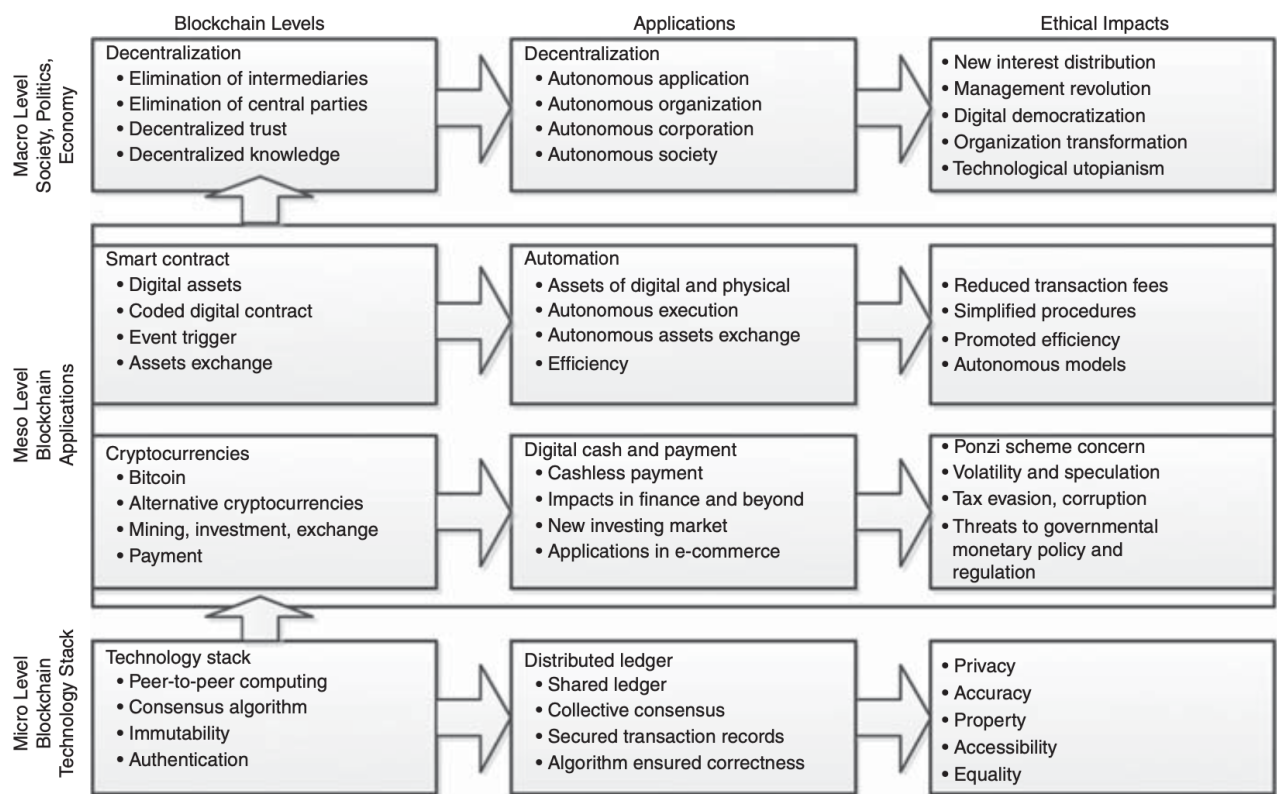 Blockchain Levels
Applications
Ethical Impacts
Macro Level
Society, Politics,
Economy
Decentralization
• Elimination of intermediaries
• Elimination of central parties
• Decentralized trust
• Decentralized knowledge
Decentralization
• Autonomous application
• Autonomous organization
• Autonomous corporation
• Autonomous society
• New interest distribution
• Management revolution
• Digital democratization
• Organization transformation
• Technological utopianism
Meso Level
Blockchain
Applications
Smart contract
• Digital assets
• Coded digital contract
• Event trigger
• Assets exchange
Automation
• Assets of digital and physical
• Autonomous execution
• Autonomous assets exchange
• Efficiency
• Reduced transaction fees
• Simplified procedures
• Promoted efficiency
• Autonomous models
Cryptocurrencies
• Bitcoin
• Alternative cryptocurrencies
• Mining, investment, exchange
• Payment
Digital cash and payment
• Cashless payment
• Impacts in finance and beyond
• New investing market
• Applications in e-commerce
• Ponzi scheme concern
• Volatility and speculation
• Tax evasion, corruption
• Threats to governmental
monetary policy and
regulation
Micro Level
Blockchain
Technology Stack
Technology stack
• Peer-to-peer computing
• Consensus algorithm
• Immutability
• Authentication
Distributed ledger
• Shared ledger
• Collective consensus
• Secured transaction records
• Algorithm ensured correctness
• Privacy
• Accuracy
• Property
• Accessibility
• Equality